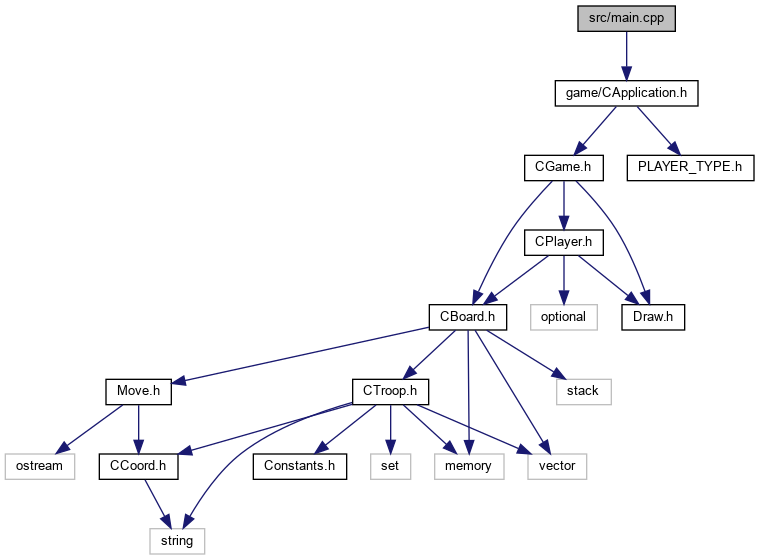 src/main.cpp
game/CApplication.h
CGame.h
PLAYER_TYPE.h
CPlayer.h
CBoard.h
optional
Draw.h
Move.h
CTroop.h
stack
ostream
CCoord.h
Constants.h
set
memory
vector
string